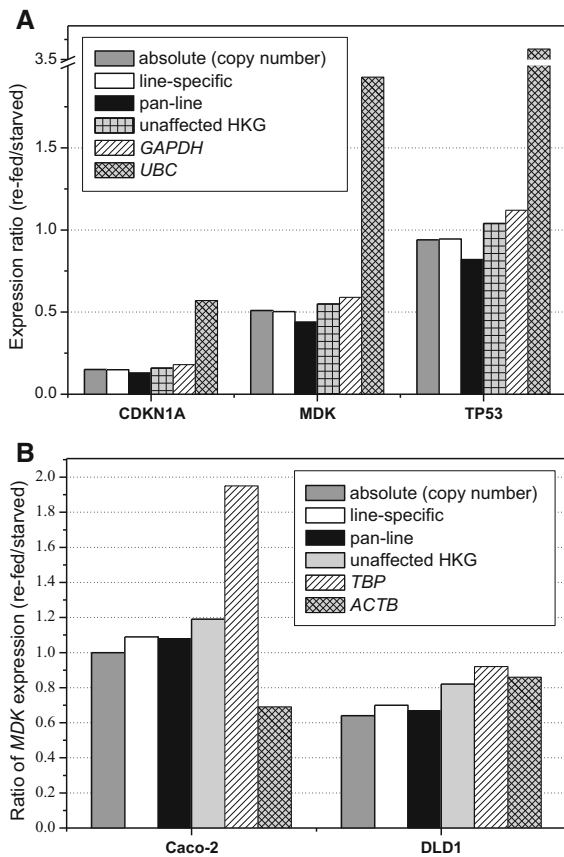 A
3.5
1.5
1.0
0.5
0.0
Expression ratio (re-fed/starved)
absolute (copy number)
line-specific
pan-line
unaffected HKG
GAPDH
UBC
CDKN1A
MDK
TP53
B
2.0
1.8
1.6
1.4
1.2
1.0
0.8
0.6
0.4
0.2
0.0
Ratio of MDK expression (re-fed/starved)
absolute (copy number)
line-specific
pan-line
unaffected HKG
TBP
ACTB
Caco-2
DLD1